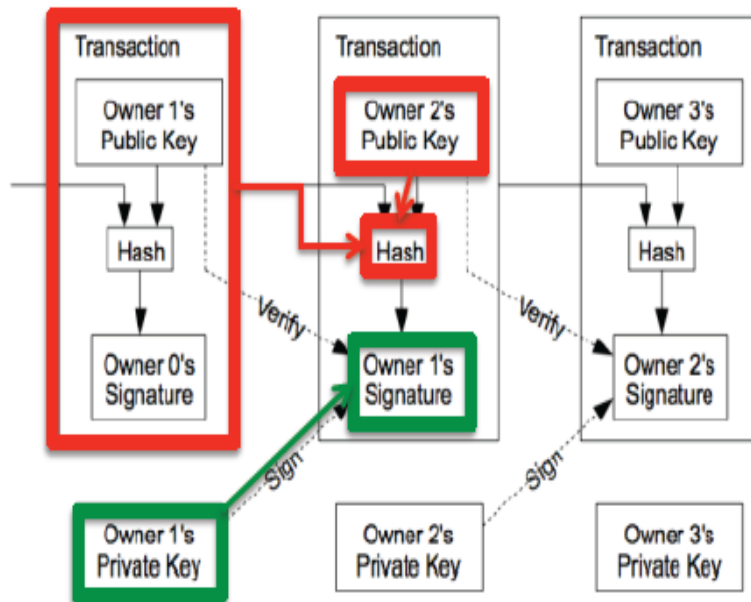 Transaction
Owner 1's
Public Key
Hash
Verify
Owner 0's
Signature
Owner 1's
Private Key
Sign
Transaction
Owner 2's
Public Key
Hash
Verify
Owner 1's
Signature
Owner 2's
Private Key
Sign
Transaction
Owner 3's
Public Key
Hash
Owner 2's
Signature
Owner 3's
Private Key